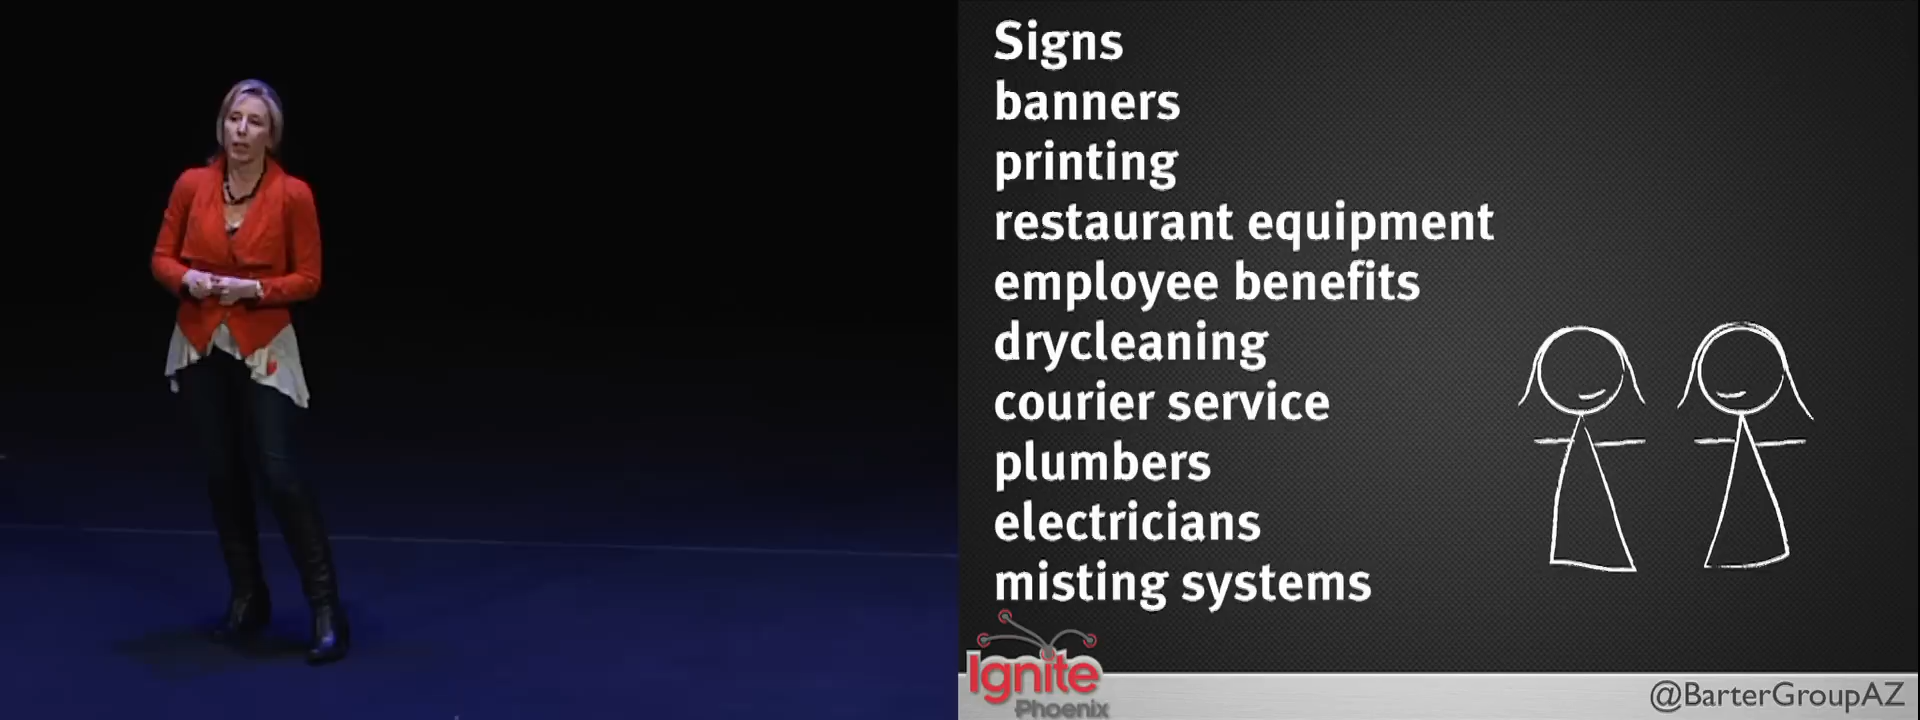 Signs
banners
printing
restaurant equipment
employee benefits
drycleaning
courier service
plumbers
electricians
misting systems
Ignite
Phoenix
@BarterGroupAZ